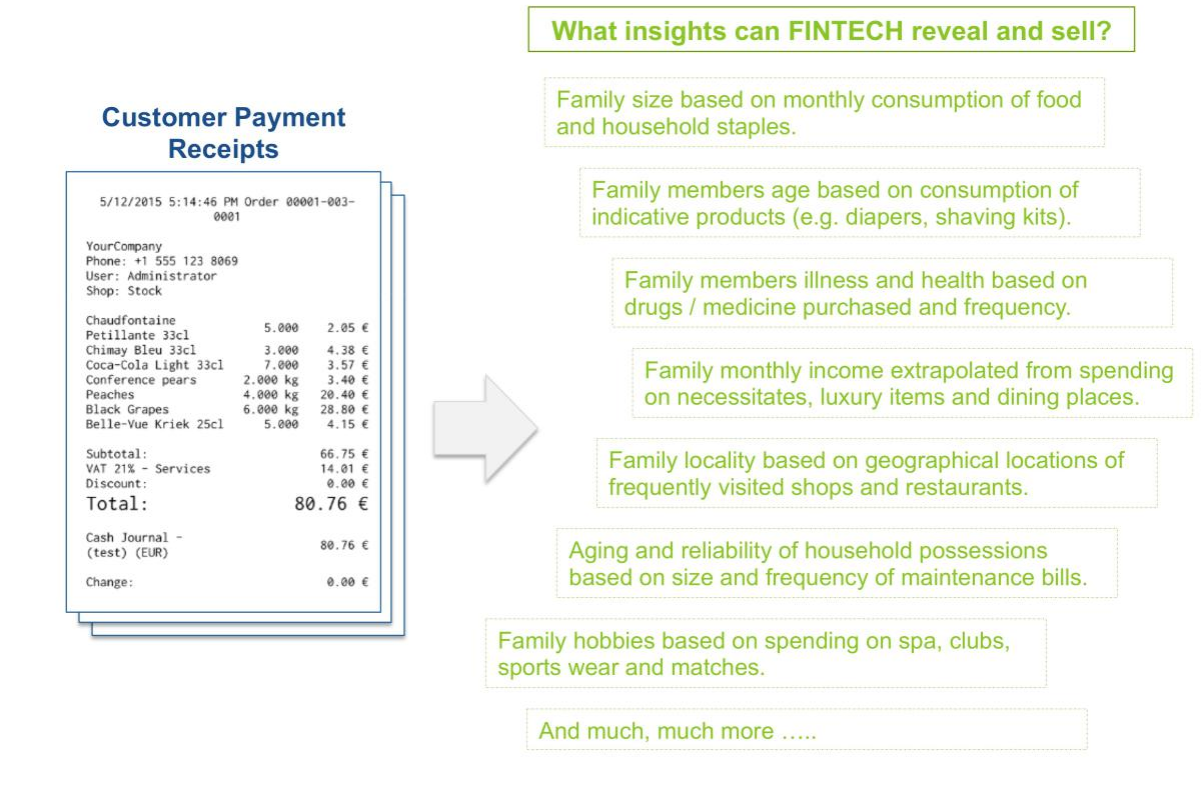 What insights can FINTECH reveal and sell?
Customer Payment
Receipts
5/12/2015 5:14:46 PM Order 00001-003-
0001
YourCompany
Phone: +1 555 123 8069
User: Administrator
Shop: Stock
Chaudfontaine
Petillante 33cl 5.000 2.05 €
Chimay Bleu 33cl 3.000 4.38 €
Coca-Cola Light 33cl 7.000 3.57 €
Conference pears 2.000 kg 3.40 €
Peaches 4.000 kg 20.40 €
Black Grapes 6.000 kg 28.80 €
Belle-Vue Kriek 25cl 5.000 4.15 €
Subtotal: 66.75 €
VAT 21% - Services 14.01 €
Discount: 0.00 €
Total: 80.76 €
Cash Journal -
(test) (EUR) 80.76 €
Change: 0.00 €
Family size based on monthly consumption of food
and household staples.
Family members age based on consumption of
indicative products (e.g. diapers, shaving kits).
Family members illness and health based on
drugs / medicine purchased and frequency.
Family monthly income extrapolated from spending
on necessitates, luxury items and dining places.
Family locality based on geographical locations of
frequently visited shops and restaurants.
Aging and reliability of household possessions
based on size and frequency of maintenance bills.
Family hobbies based on spending on spa, clubs,
sports wear and matches.
And much, much more …..